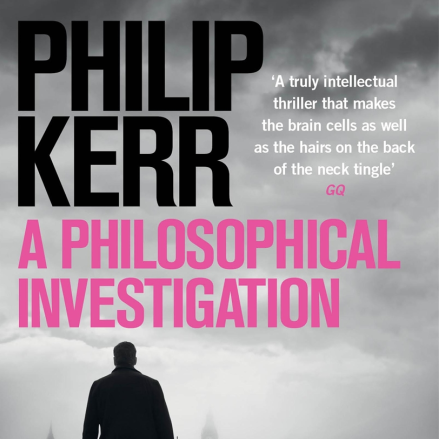 PHILIP
KERR
‘A truly intellectual
thriller that makes
the brain cells as well
as the hairs on the back
of the neck tingle’
GQ
A PHILOSOPHICAL
INVESTIGATION